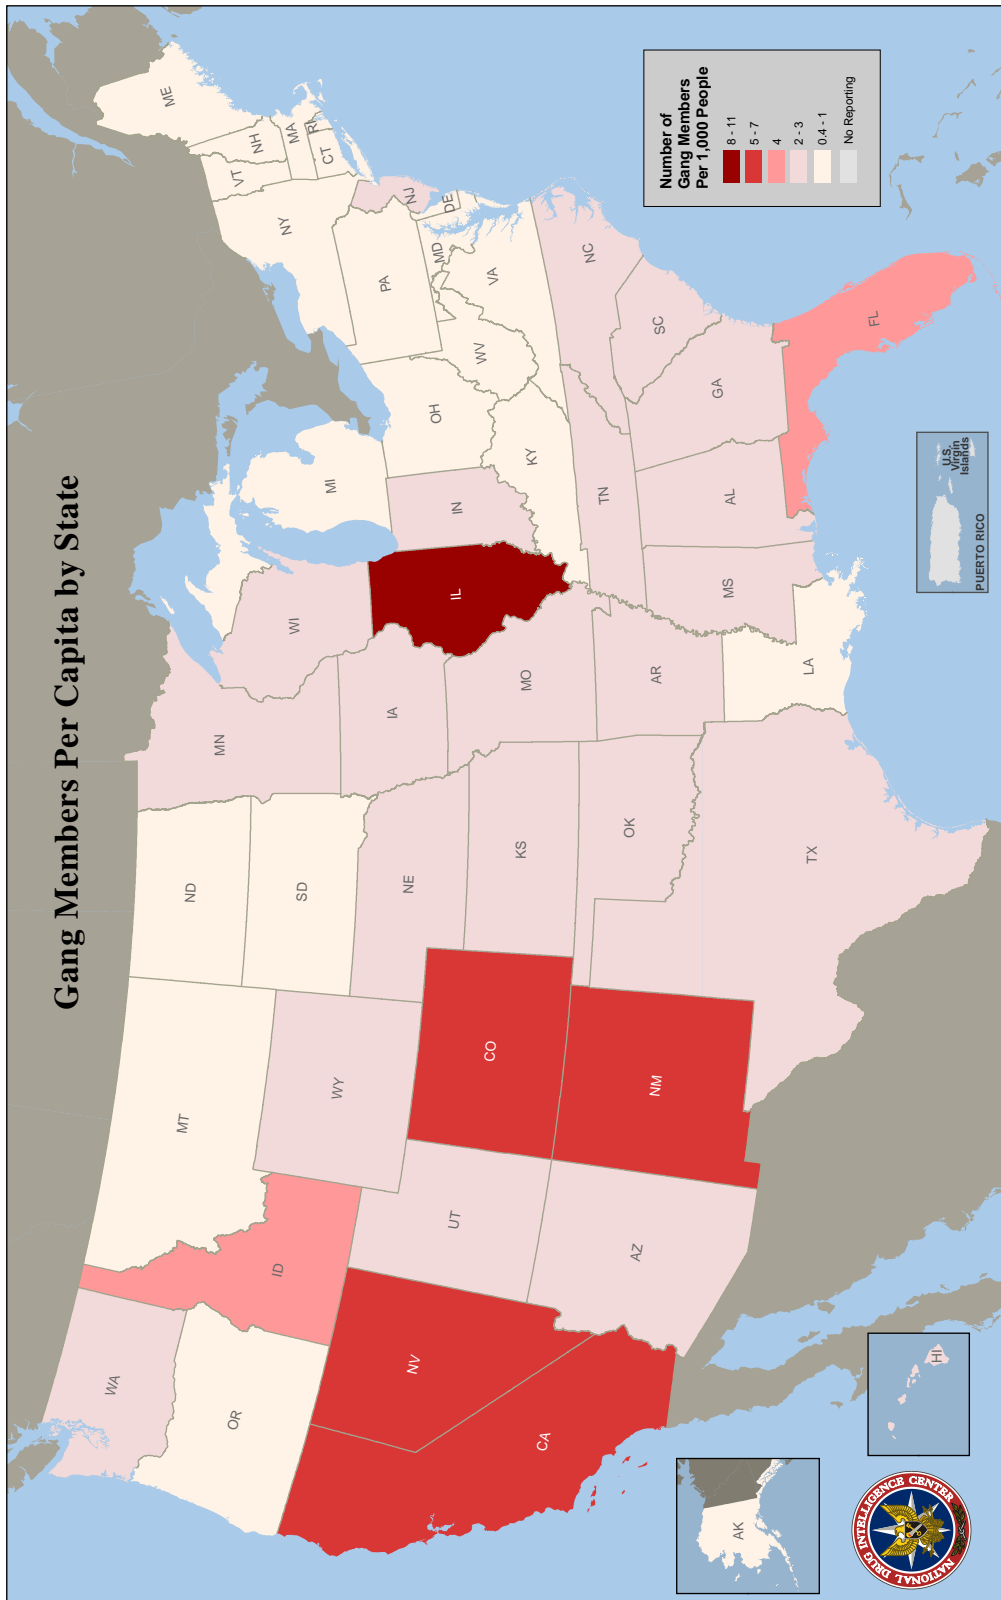 Gang Members Per Capita by State
WA
MT
ND
MN
ME
VT
NH
OR
ID
WY
SD
WI
MI
NY
MA
RI
CT
NV
UT
CO
NE
IA
IL
IN
OH
PA
NJ
CA
AZ
NM
KS
MO
KY
WV
VA
MD
DE
OK
AR
TN
NC
TX
LA
MS
AL
GA
SC
FL
AK
HI
PUERTO RICO
U.S.
Virgin
Islands
Number of
Gang Members
Per 1,000 People
8 - 11
5 - 7
4
2 - 3
0.4 - 1
No Reporting
NATIONAL DRUG INTELLIGENCE CENTER